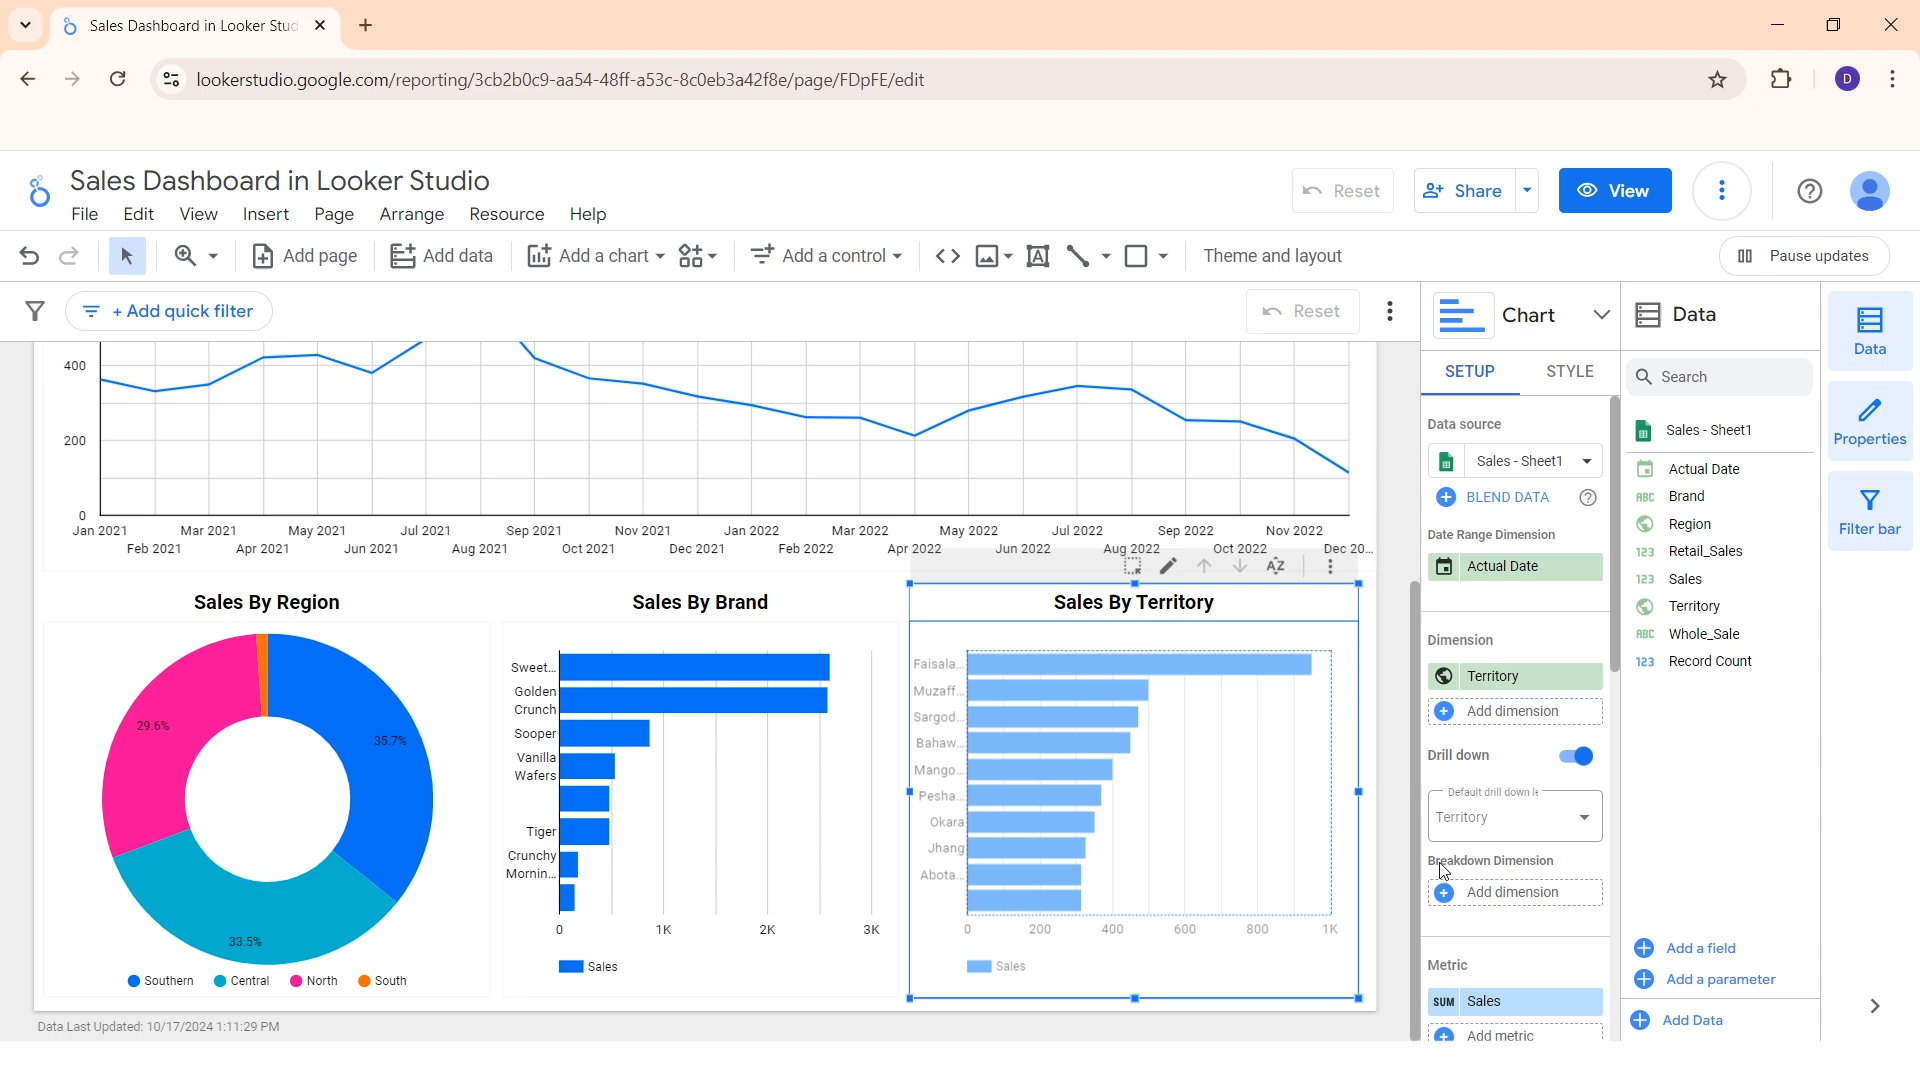 Sales Dashboard in Looker Stud
lookerstudio.google.com/reporting/3cb2b0c9-aa54-48ff-a53c-8c0eb3a42f8e/page/FDpFE/edit
D
Sales Dashboard in Looker Studio
File Edit View Insert Page Arrange Resource Help
Reset
Share
View
Add page
Add data
Add a chart
Add a control
Theme and layout
Pause updates
+ Add quick filter
Reset
400
200
0
Jan 2021 Mar 2021 May 2021 Jul 2021 Sep 2021 Nov 2021 Jan 2022 Mar 2022 May 2022 Jul 2022 Sep 2022 Nov 2022
Feb 2021 Apr 2021 Jun 2021 Aug 2021 Oct 2021 Dec 2021 Feb 2022 Apr 2022 Jun 2022 Aug 2022 Oct 2022 Dec 20...
Sales By Region
29.6%
35.7%
33.5%
Southern Central North South
Sales By Brand
Sweet...
Golden
Crunch
Sooper
Vanilla
Wafers
Tiger
Crunchy
Mornin...
0 1K 2K 3K
Sales
AZ
Sales By Territory
Faisala...
Muzaff...
Sargod...
Bahaw...
Mango...
Pesha...
Okara
Jhang
Abota...
0 200 400 600 800 1K
Sales
Data Last Updated: 10/17/2024 1:11:29 PM
Chart
SETUP STYLE
Data source
Sales - Sheet1
BLEND DATA
Date Range Dimension
Actual Date
Dimension
Territory
Add dimension
Drill down
Default drill down le
Territory
Breakdown Dimension
Add dimension
Metric
SUM Sales
Add metric
Data
Search
Sales - Sheet1
Actual Date
ABC Brand
Region
123 Retail_Sales
123 Sales
Territory
ABC Whole_Sale
123 Record Count
Add a field
Add a parameter
Add Data
Data
Properties
Filter bar